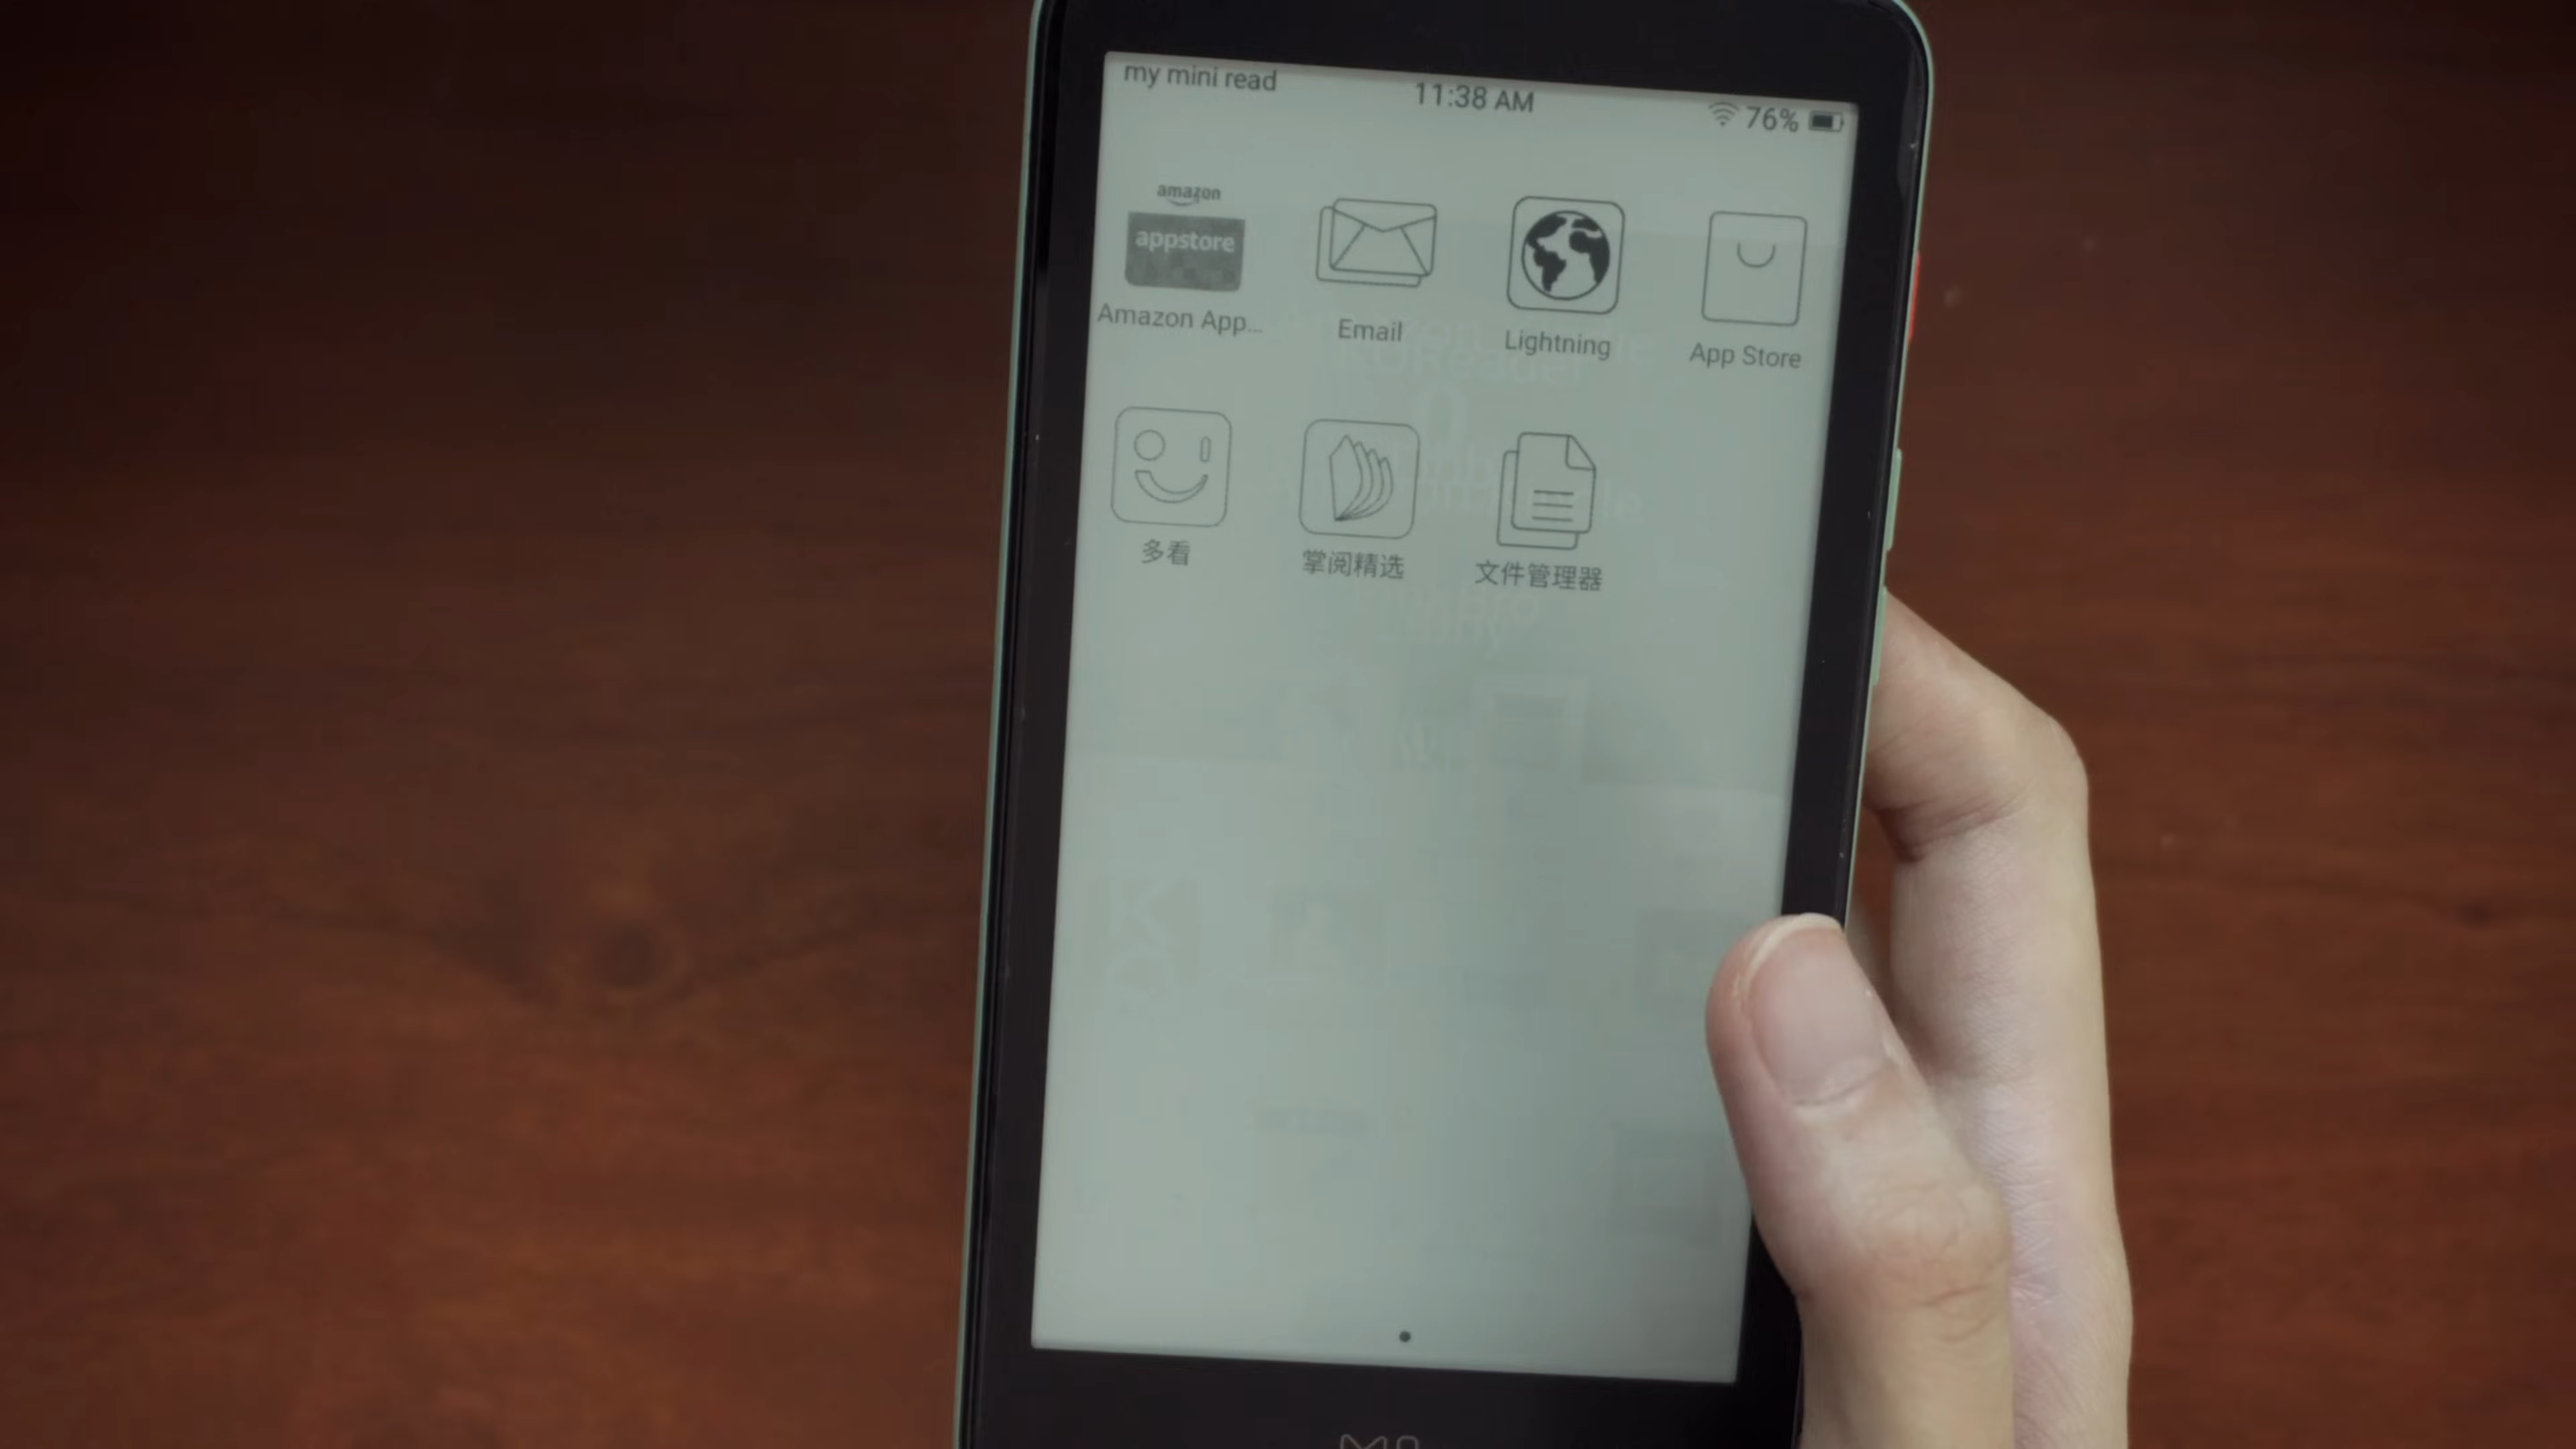 my mini read
11:38 AM
76%
amazon
appstore
Amazon App...
Email
Lightning
App Store
多看
掌阅精选
文件管理器
KOReader